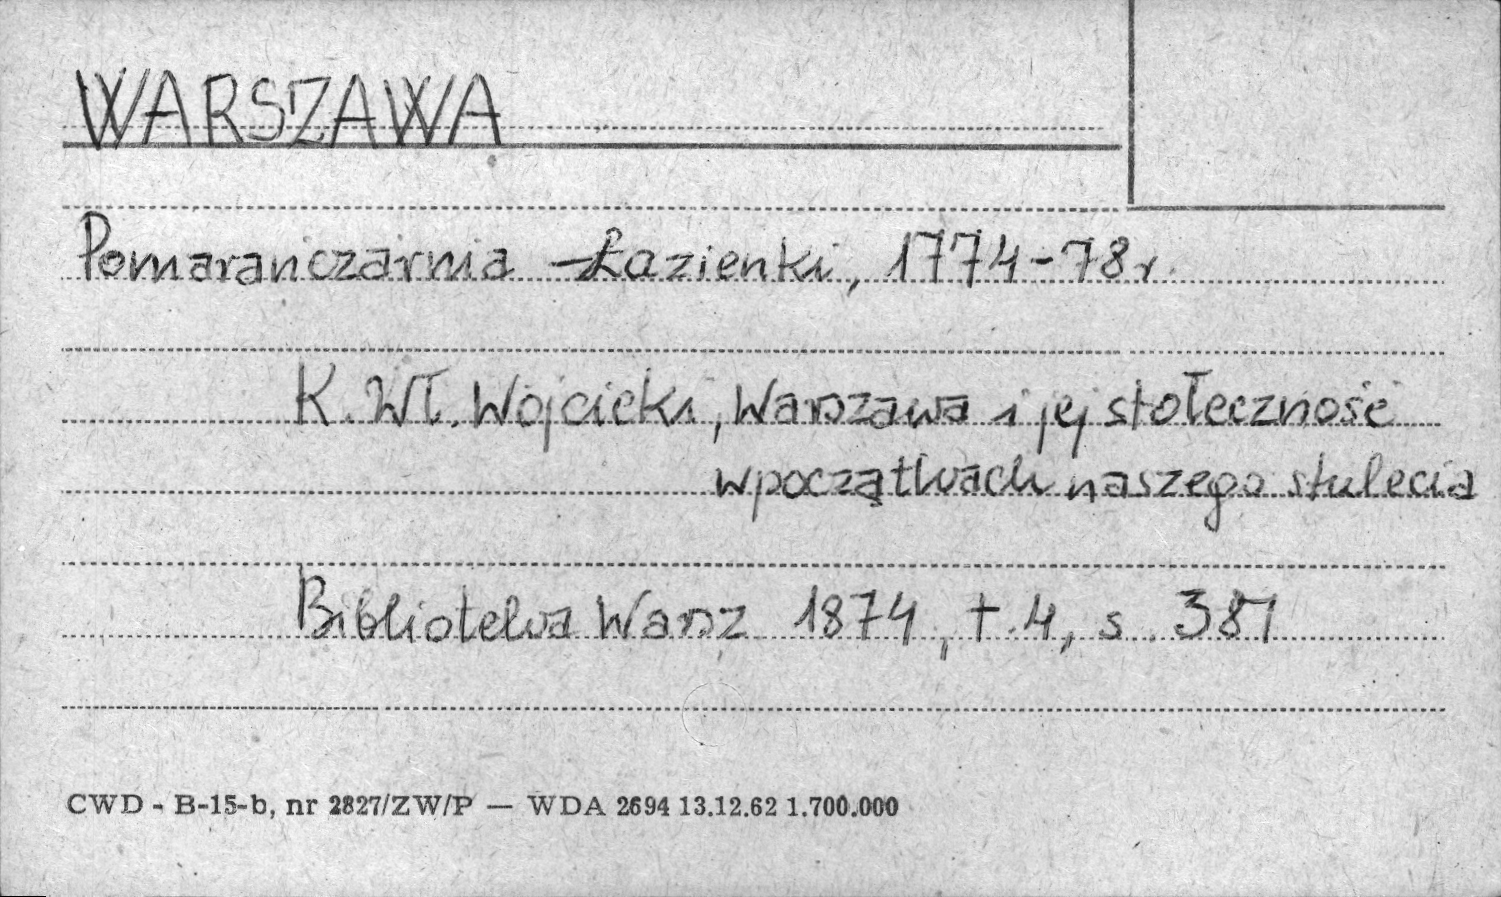 WARSZAWA
Pomarańczarnia - Łazienki, 1774-78 r.
K. Wł. Wójcicki, Warszawa i jej stołeczność
w początkach naszego stulecia
Biblioteka Warsz 1874, t. 4, s. 381
CWD - B-15-b, nr 2827/ZW/P — WDA 2694 13.12.62 1.700.000